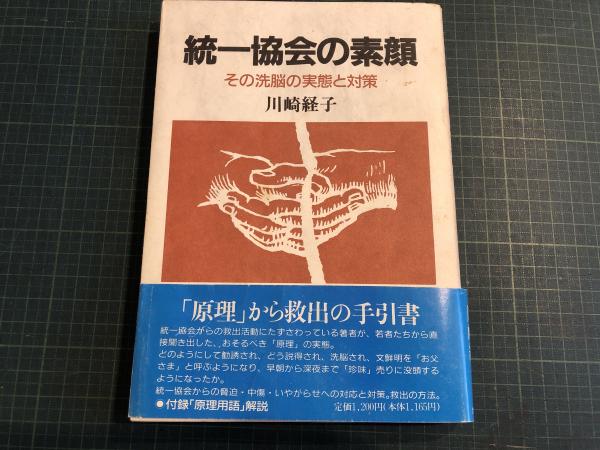 統一協会の素顔
その洗脳の実態と対策
川崎経子
「原理」から救出の手引書
統一協会からの救出活動にたずさわっている著者が、若者たちから直
接聞き出した、おそるべき「原理」の実態。
どのようにして勧誘され、どう説得され、洗脳され、文鮮明を「お父
さま」と呼ぶようになり、早朝から深夜まで「珍味」売りに没頭する
ようになったか。
統一協会からの脅迫・中傷・いやがらせへの対応と対策。救出の方法。
●付録「原理用語」解説
定価1,200円(本体1,165円)